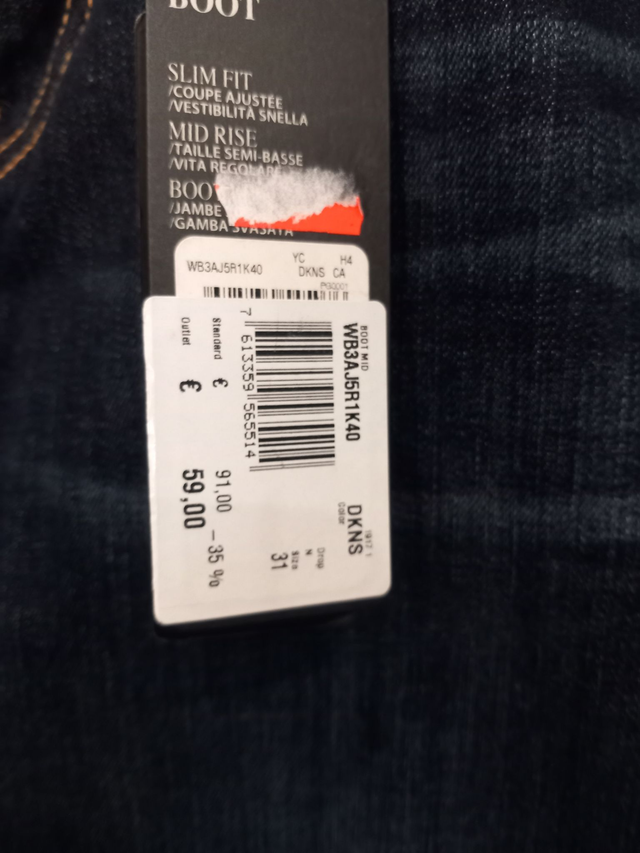 BOOT
SLIM FIT
/COUPE AJUSTÉE
/VESTIBILITÀ SNELLA
MID RISE
/TAILLE SEMI-BASSE
/VITA REGOLARE
BOO
/JAMBE
/GAMBA SVASATA
WB3AJ5R1K40
YC H4
DKNS CA
BOOT MID
WB3AJ5R1K40
DKNS
Color
Drop
N
Size
31
7 613359 565514
Standard € 91,00 -35%
Outlet € 59,00